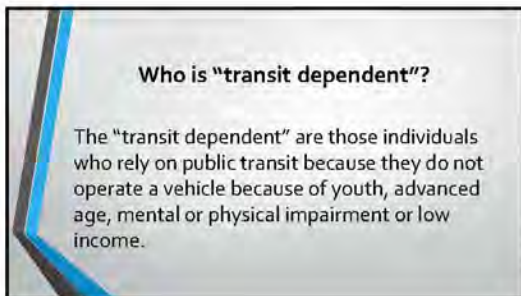 Who is “transit dependent”?
The “transit dependent” are those individuals
who rely on public transit because they do not
operate a vehicle because of youth, advanced
age, mental or physical impairment or low
income.